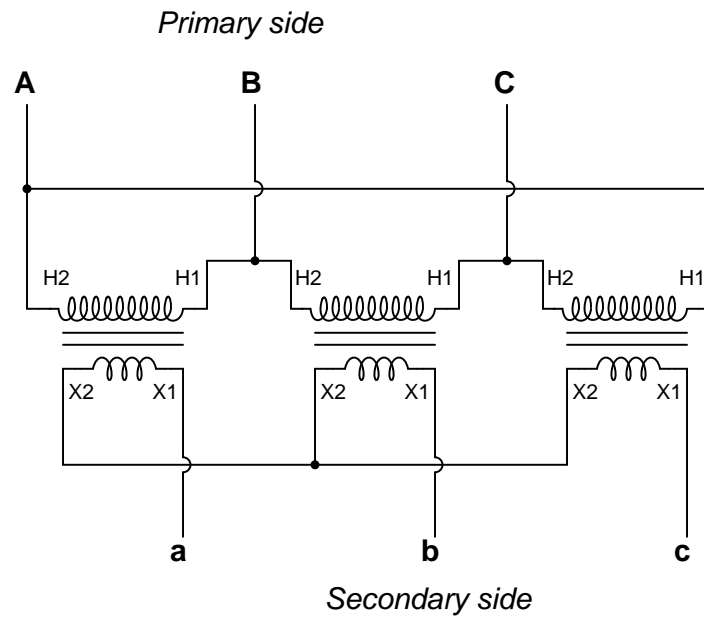 Primary side
A B C
H2 H1 H2 H1 H2 H1
X2 X1 X2 X1 X2 X1
a b c
Secondary side